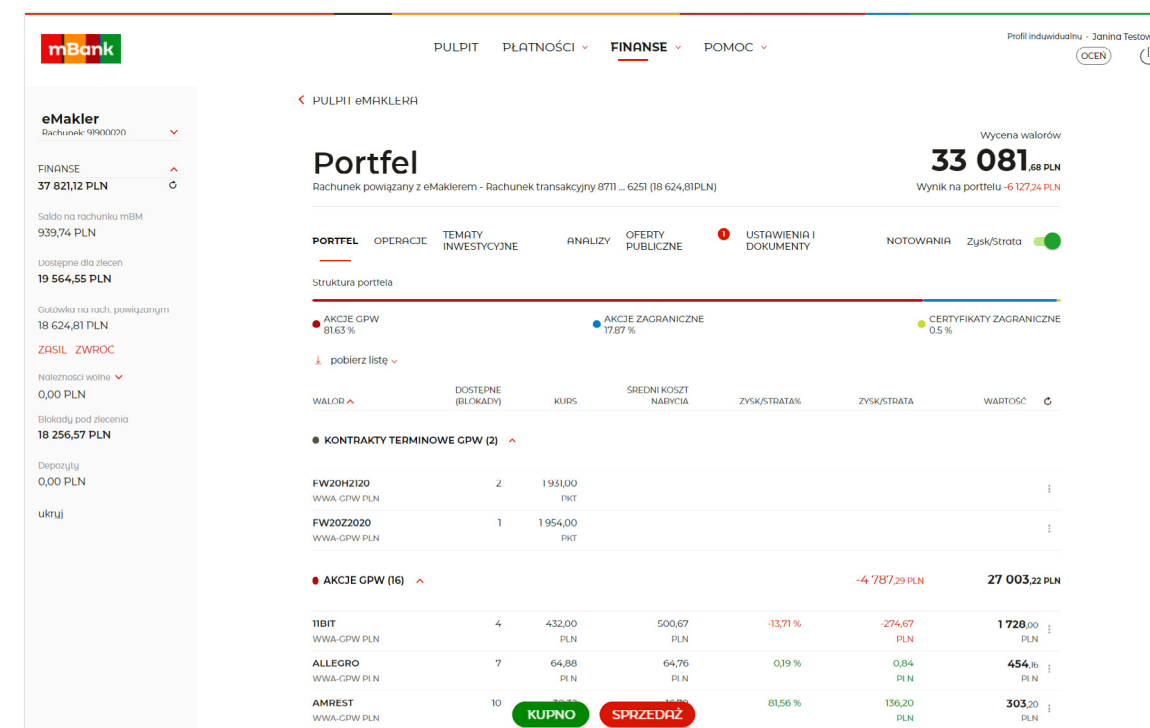 mBank
PULPIT PŁATNOŚCI FINANSE POMOC
Profil induwidualnu - Janina Testow
OCEŃ
eMakler
Rachunek: 91900020
FINANSE
37 821,12 PLN
Saldo na rachunku mBM
939,74 PLN
Dostępne dla zleceń
19 564,55 PLN
Gotówka na rach. powiązanym
18 624,81 PLN
ZASIL ZWRÓĆ
Należności wolne
0,00 PLN
Blokady pod zlecenia
18 256,57 PLN
Depozyty
0,00 PLN
ukryj
PULPIT eMAKLERA
Portfel
Rachunek powiązany z eMaklerem - Rachunek transakcyjny 8711 ... 6251 (18 624,81PLN)
Wycena walorów
33 081,68 PLN
Wynik na portfelu -6 127,24 PLN
PORTFEL OPERACJE TEMATY INWESTYCYJNE ANALIZY OFERTY PUBLICZNE 1 USTAWIENIA I DOKUMENTY NOTOWANIA Zysk/Strata
Struktura portfela
AKCJE GPW AKCJE ZAGRANICZNE CERTYFIKATY ZAGRANICZNE
81.63 % 17.87 % 0.5 %
pobierz listę
WALOR DOSTĘPNE (BLOKADY) KURS ŚREDNI KOSZT NABYCIA ZYSK/STRATA% ZYSK/STRATA WARTOŚĆ
KONTRAKTY TERMINOWE GPW (2)
FW20H2120 2 1 931,00
WWA-GPW PLN PKT
FW20Z2020 1 1 954,00
WWA-GPW PLN PKT
AKCJE GPW (16) -4 787,29 PLN 27 003,22 PLN
11BIT 4 432,00 500,67 -13,71 % -274,67 1 728,00
WWA-GPW PLN PLN PLN PLN PLN
ALLEGRO 7 64,88 64,76 0,19 % 0,84 454,16
WWA-GPW PLN PLN PLN PLN PLN
AMREST 10 81,56 % 136,20 303,20
WWA-GPW PLN PLN PLN
KUPNO SPRZEDAŻ